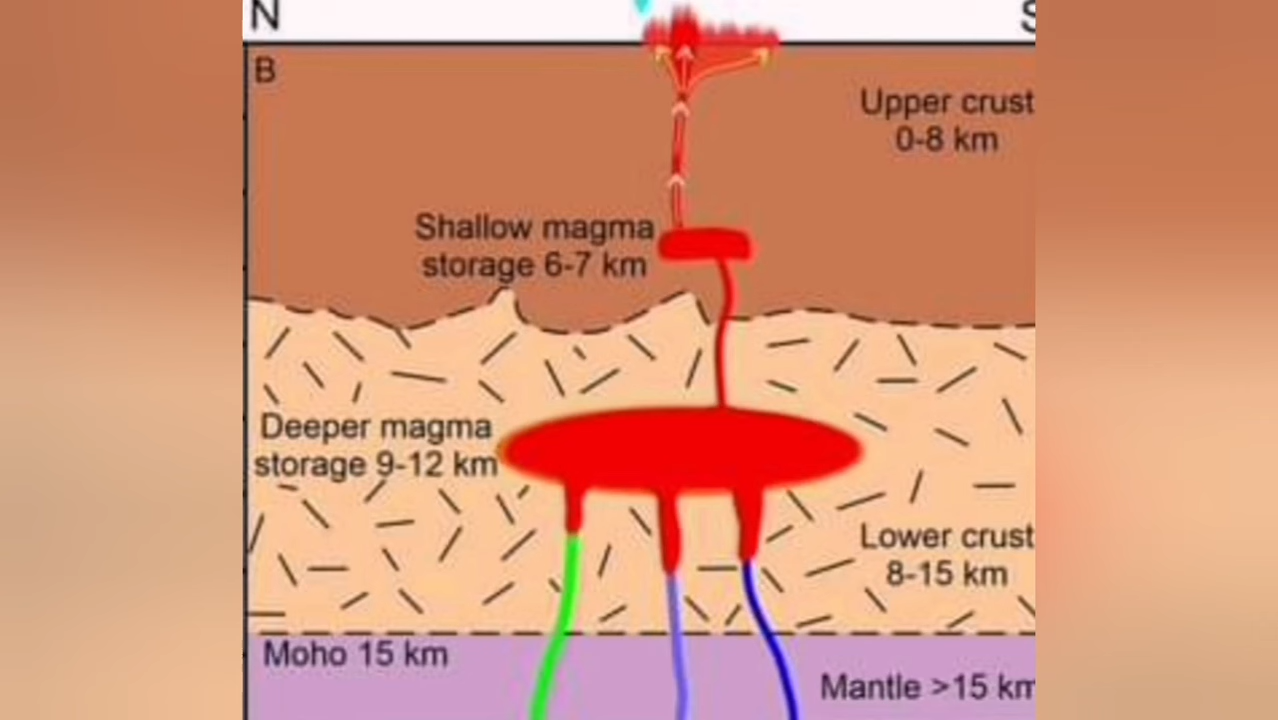 N
S
B
Upper crust
0-8 km
Shallow magma
storage 6-7 km
Deeper magma
storage 9-12 km
Lower crust
8-15 km
Moho 15 km
Mantle >15 km